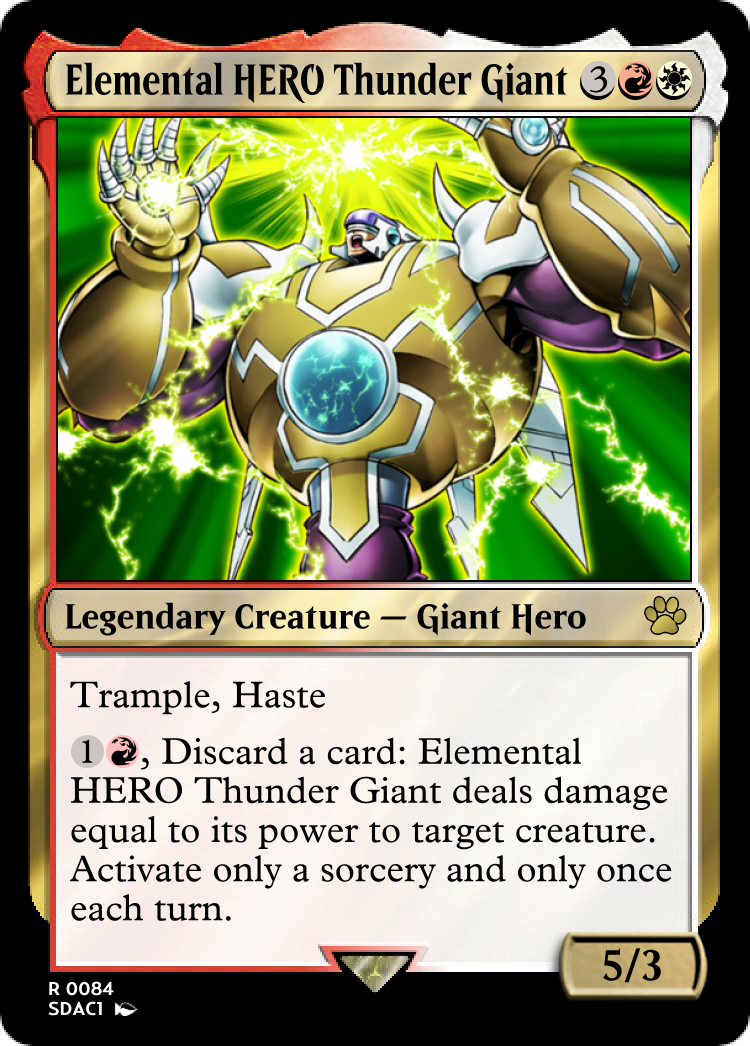 Elemental HERO Thunder Giant 3
Legendary Creature — Giant Hero
Trample, Haste
1, Discard a card: Elemental
HERO Thunder Giant deals damage
equal to its power to target creature.
Activate only a sorcery and only once
each turn.
5/3
R 0084
SDAC1